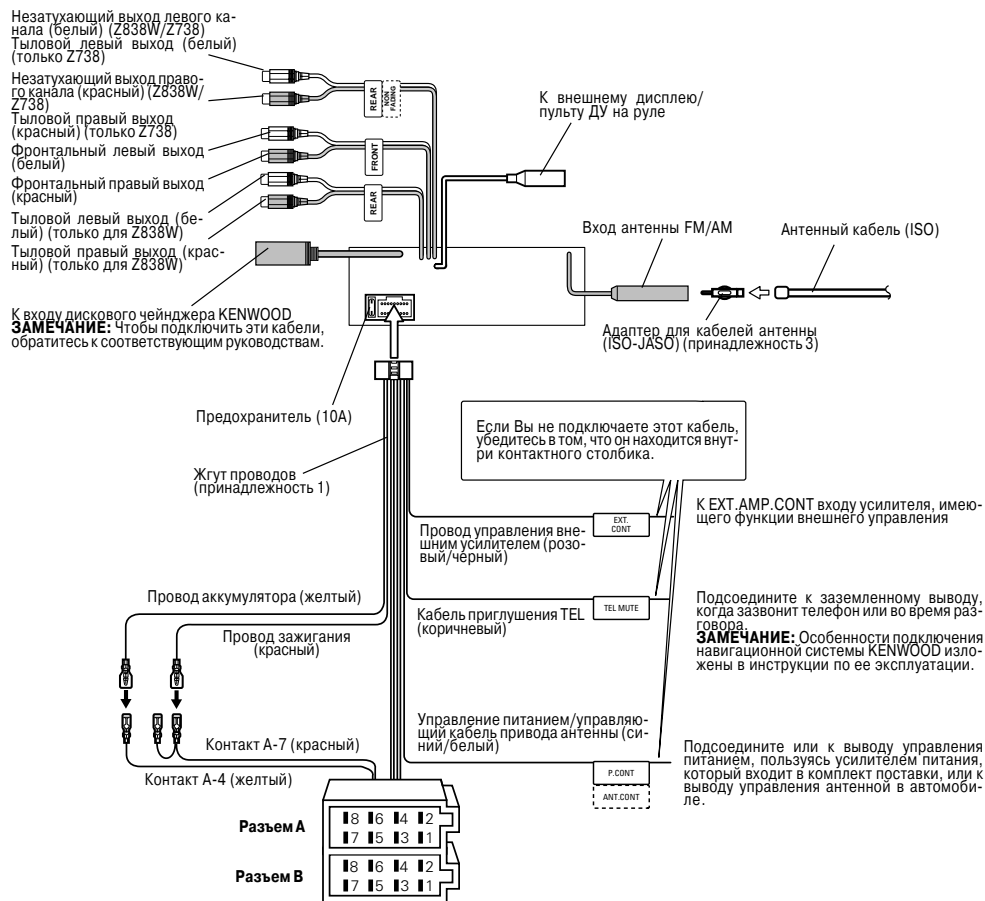 Незатухающий выход левого ка-
нала (белый) (Z838W/Z738)
Тыловой левый выход (белый)
(только Z738)
Незатухающий выход право-
го канала (красный) (Z838W/
Z738)
Тыловой правый выход
(красный) (только Z738)
Фронтальный левый выход
(белый)
Фронтальный правый выход
(красный)
Тыловой левый выход (бе-
лый) (только для Z838W)
Тыловой правый выход (крас-
ный) (только для Z838W)
К входу дискового чейнджера KENWOOD
ЗАМЕЧАНИЕ: Чтобы подключить эти кабели,
обратитесь к соответствующим руководствам.
REAR
NON
FADING
FRONT
REAR
К внешнему дисплею/
пульту ДУ на руле
Вход антенны FM/AM
Антенный кабель (ISO)
Адаптер для кабелей антенны
(ISO-JASO) (принадлежность 3)
Предохранитель (10A)
Жгут проводов
(принадлежность 1)
Если Вы не подключаете этот кабель,
убедитесь в том, что он находится внут-
ри контактного столбика.
Провод управления вне-
шним усилителем (розо-
вый/черный)
EXT.
CONT
К EXT.AMP.CONT входу усилителя, имею-
щего функции внешнего управления
Провод аккумулятора (желтый)
Провод зажигания
(красный)
Кабель приглушения TEL
(коричневый)
TEL MUTE
Подсоедините к заземленному выводу,
когда зазвонит телефон или во время раз-
говора.
ЗАМЕЧАНИЕ: Особенности подключения
навигационной системы KENWOOD изло-
жены в инструкции по ее эксплуатации.
Управление питанием/управляю-
щий кабель привода антенны (си-
ний/белый)
P.CONT
ANT.CONT
Подсоедините или к выводу управления
питанием, пользуясь усилителем питания,
который входит в комплект поставки, или к
выводу управления антенной в автомоби-
ле.
Контакт А-7 (красный)
Контакт А-4 (желтый)
Разъем А
8 6 4 2
7 5 3 1
Разъем В
8 6 4 2
7 5 3 1